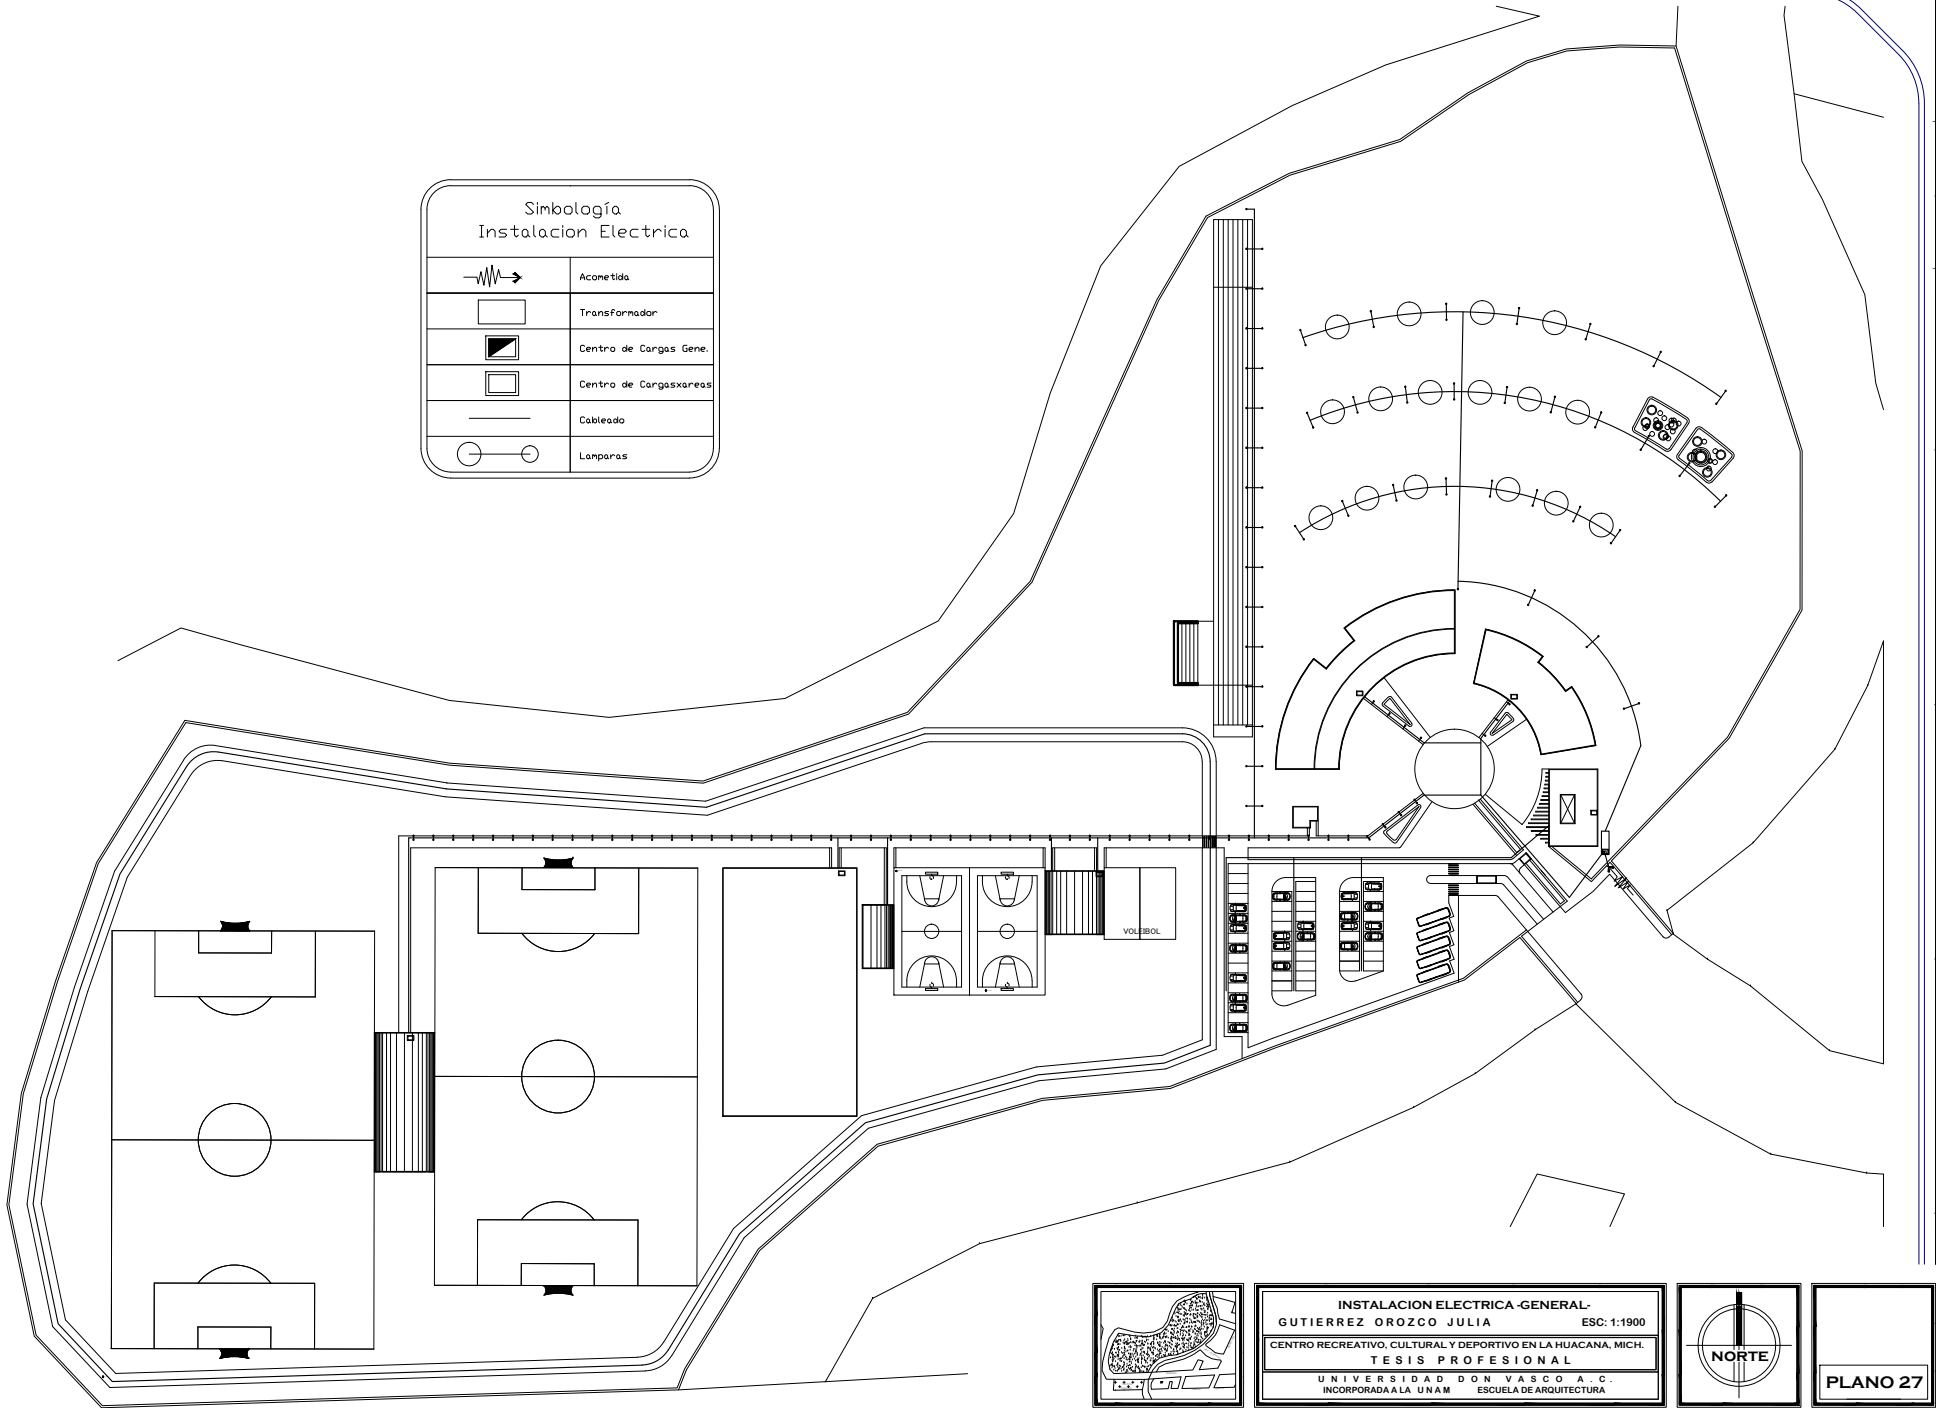 Simbología
Instalacion Electrica
Acometida
Transformador
Centro de Cargas Gene.
Centro de Cargasxareas
Cableado
Lamparas
VOLEIBOL
INSTALACION ELECTRICA -GENERAL-
GUTIERREZ OROZCO JULIA ESC: 1:1900
CENTRO RECREATIVO, CULTURAL Y DEPORTIVO EN LA HUACANA, MICH.
TESIS PROFESIONAL
UNIVERSIDAD DON VASCO A.C.
INCORPORADA A LA UNAM ESCUELA DE ARQUITECTURA
NORTE
PLANO 27